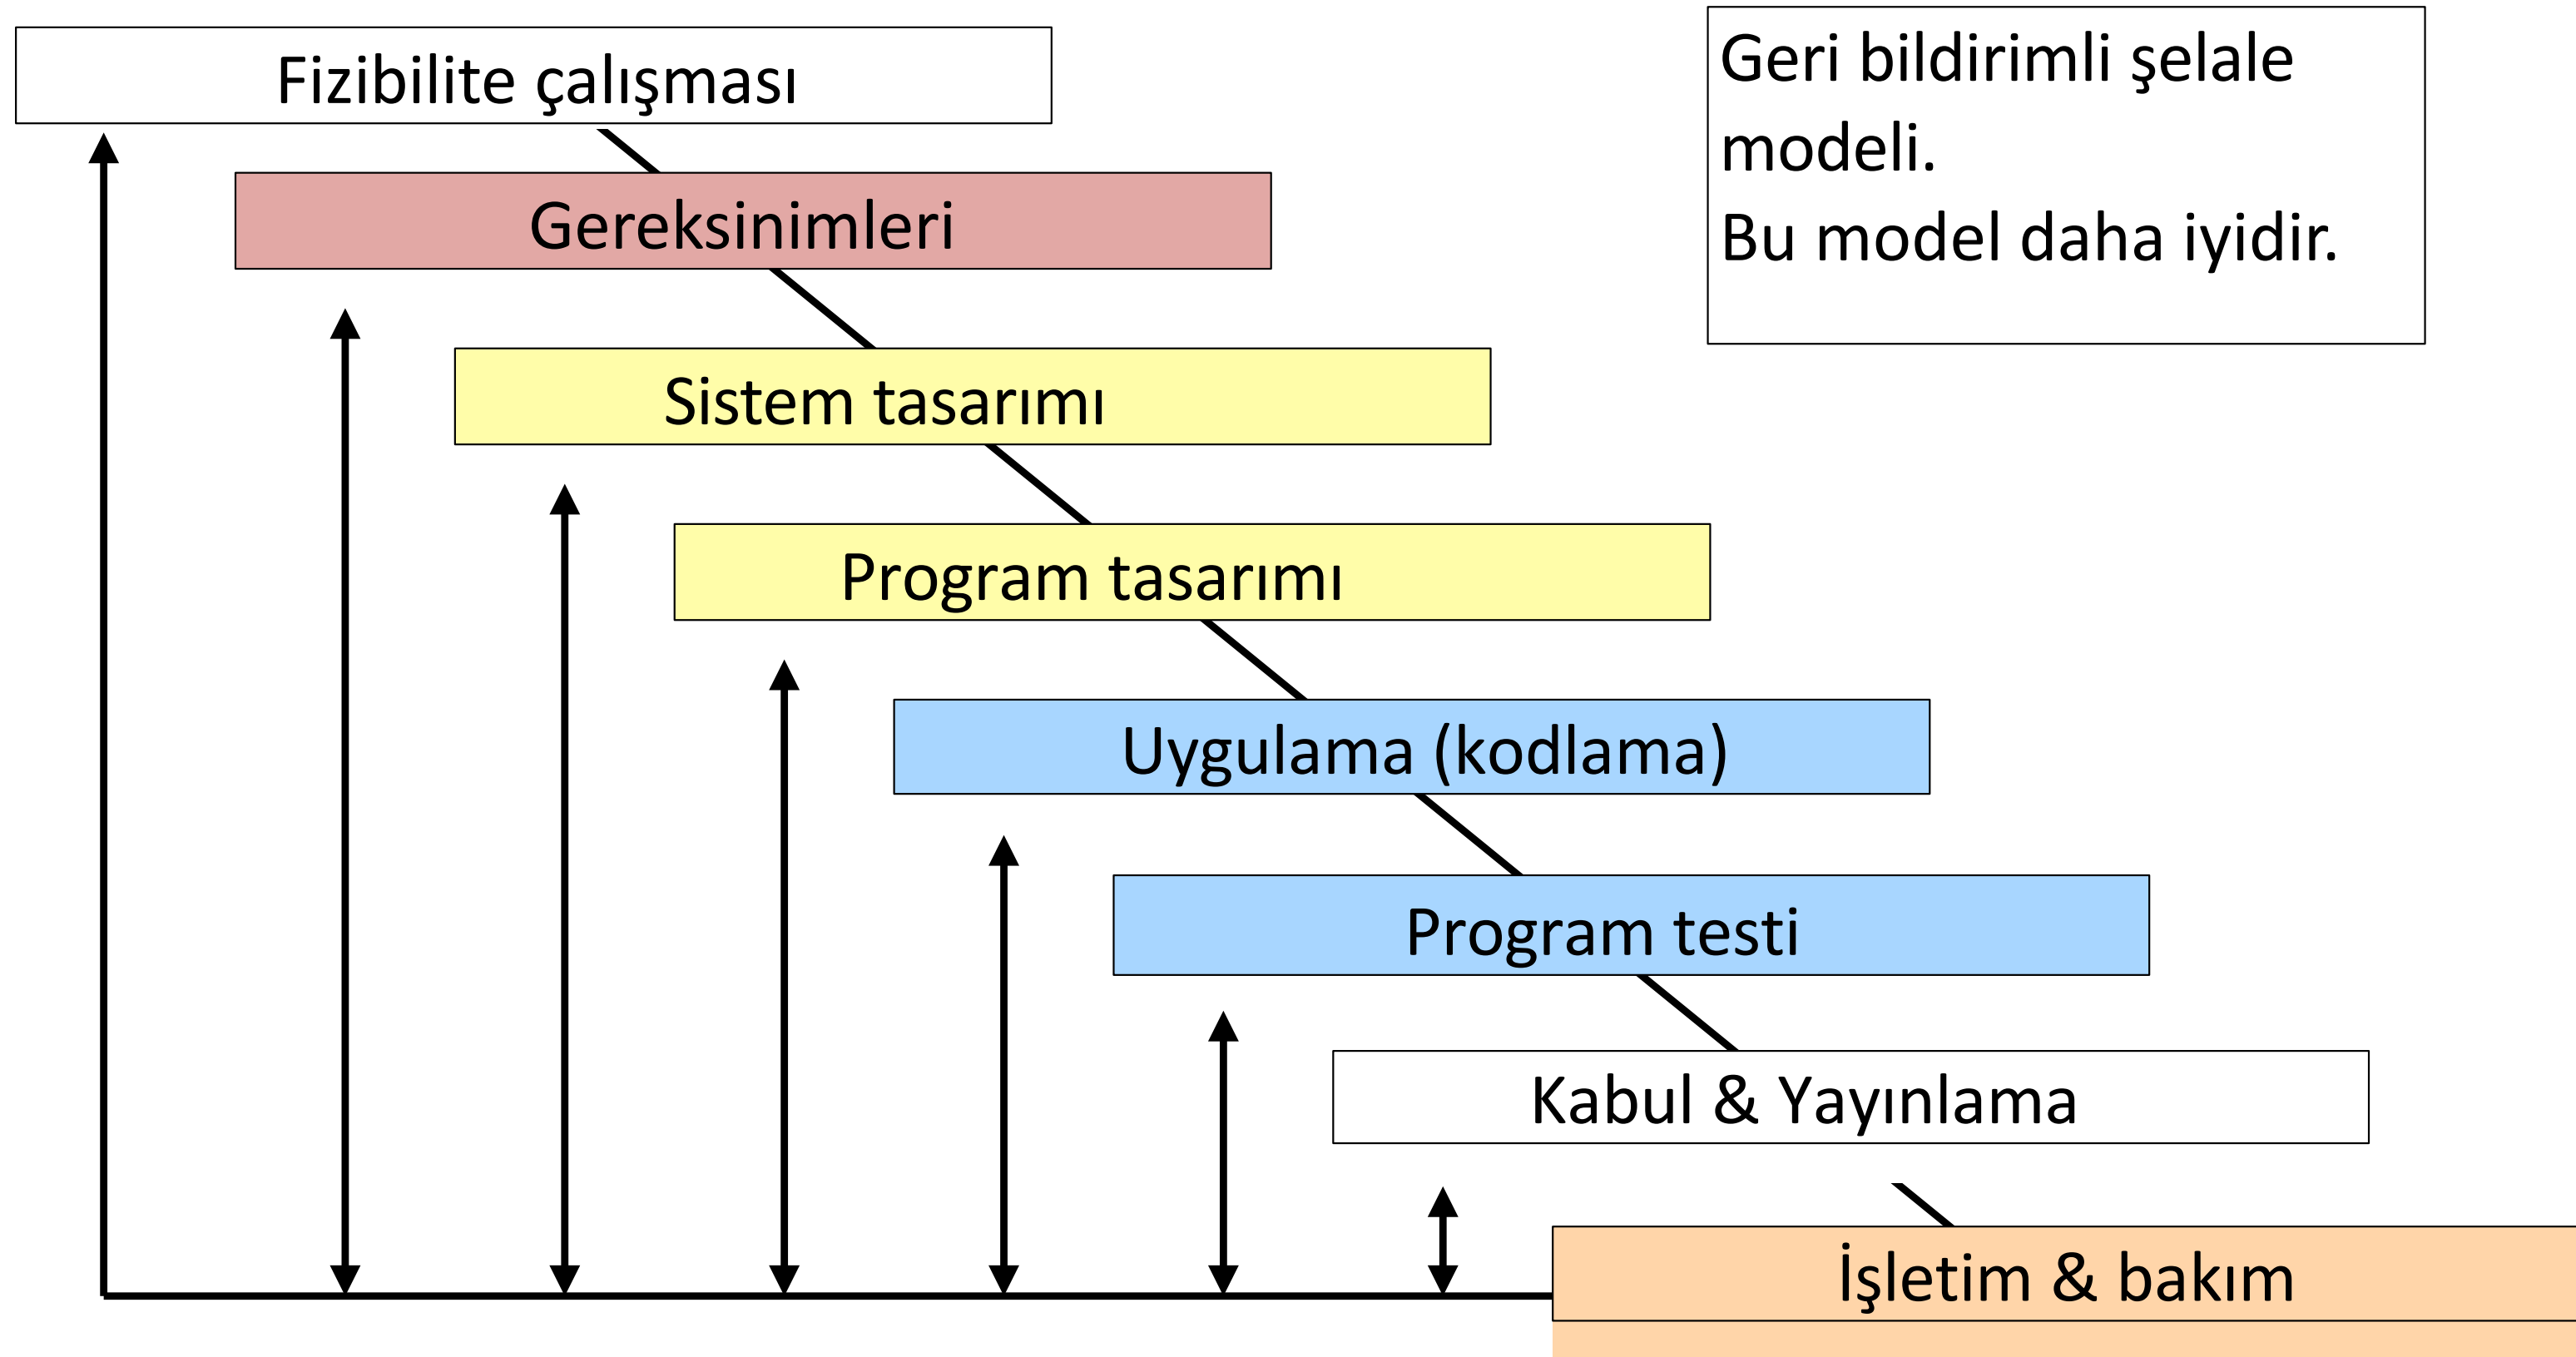 Fizibilite çalışması
Geri bildirimli şelale
modeli.
Bu model daha iyidir.
Gereksinimleri
Sistem tasarımı
Program tasarımı
Uygulama (kodlama)
Program testi
Kabul & Yayınlama
İşletim & bakım